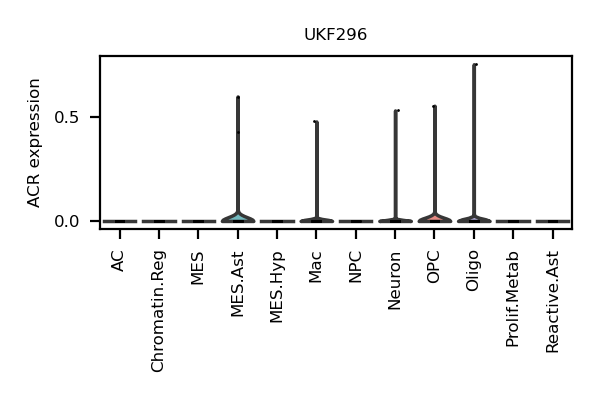 UKF296
ACR expression
0.5
0.0
AC
Chromatin.Reg
MES
MES.Ast
MES.Hyp
Mac
NPC
Neuron
OPC
Oligo
Prolif.Metab
Reactive.Ast